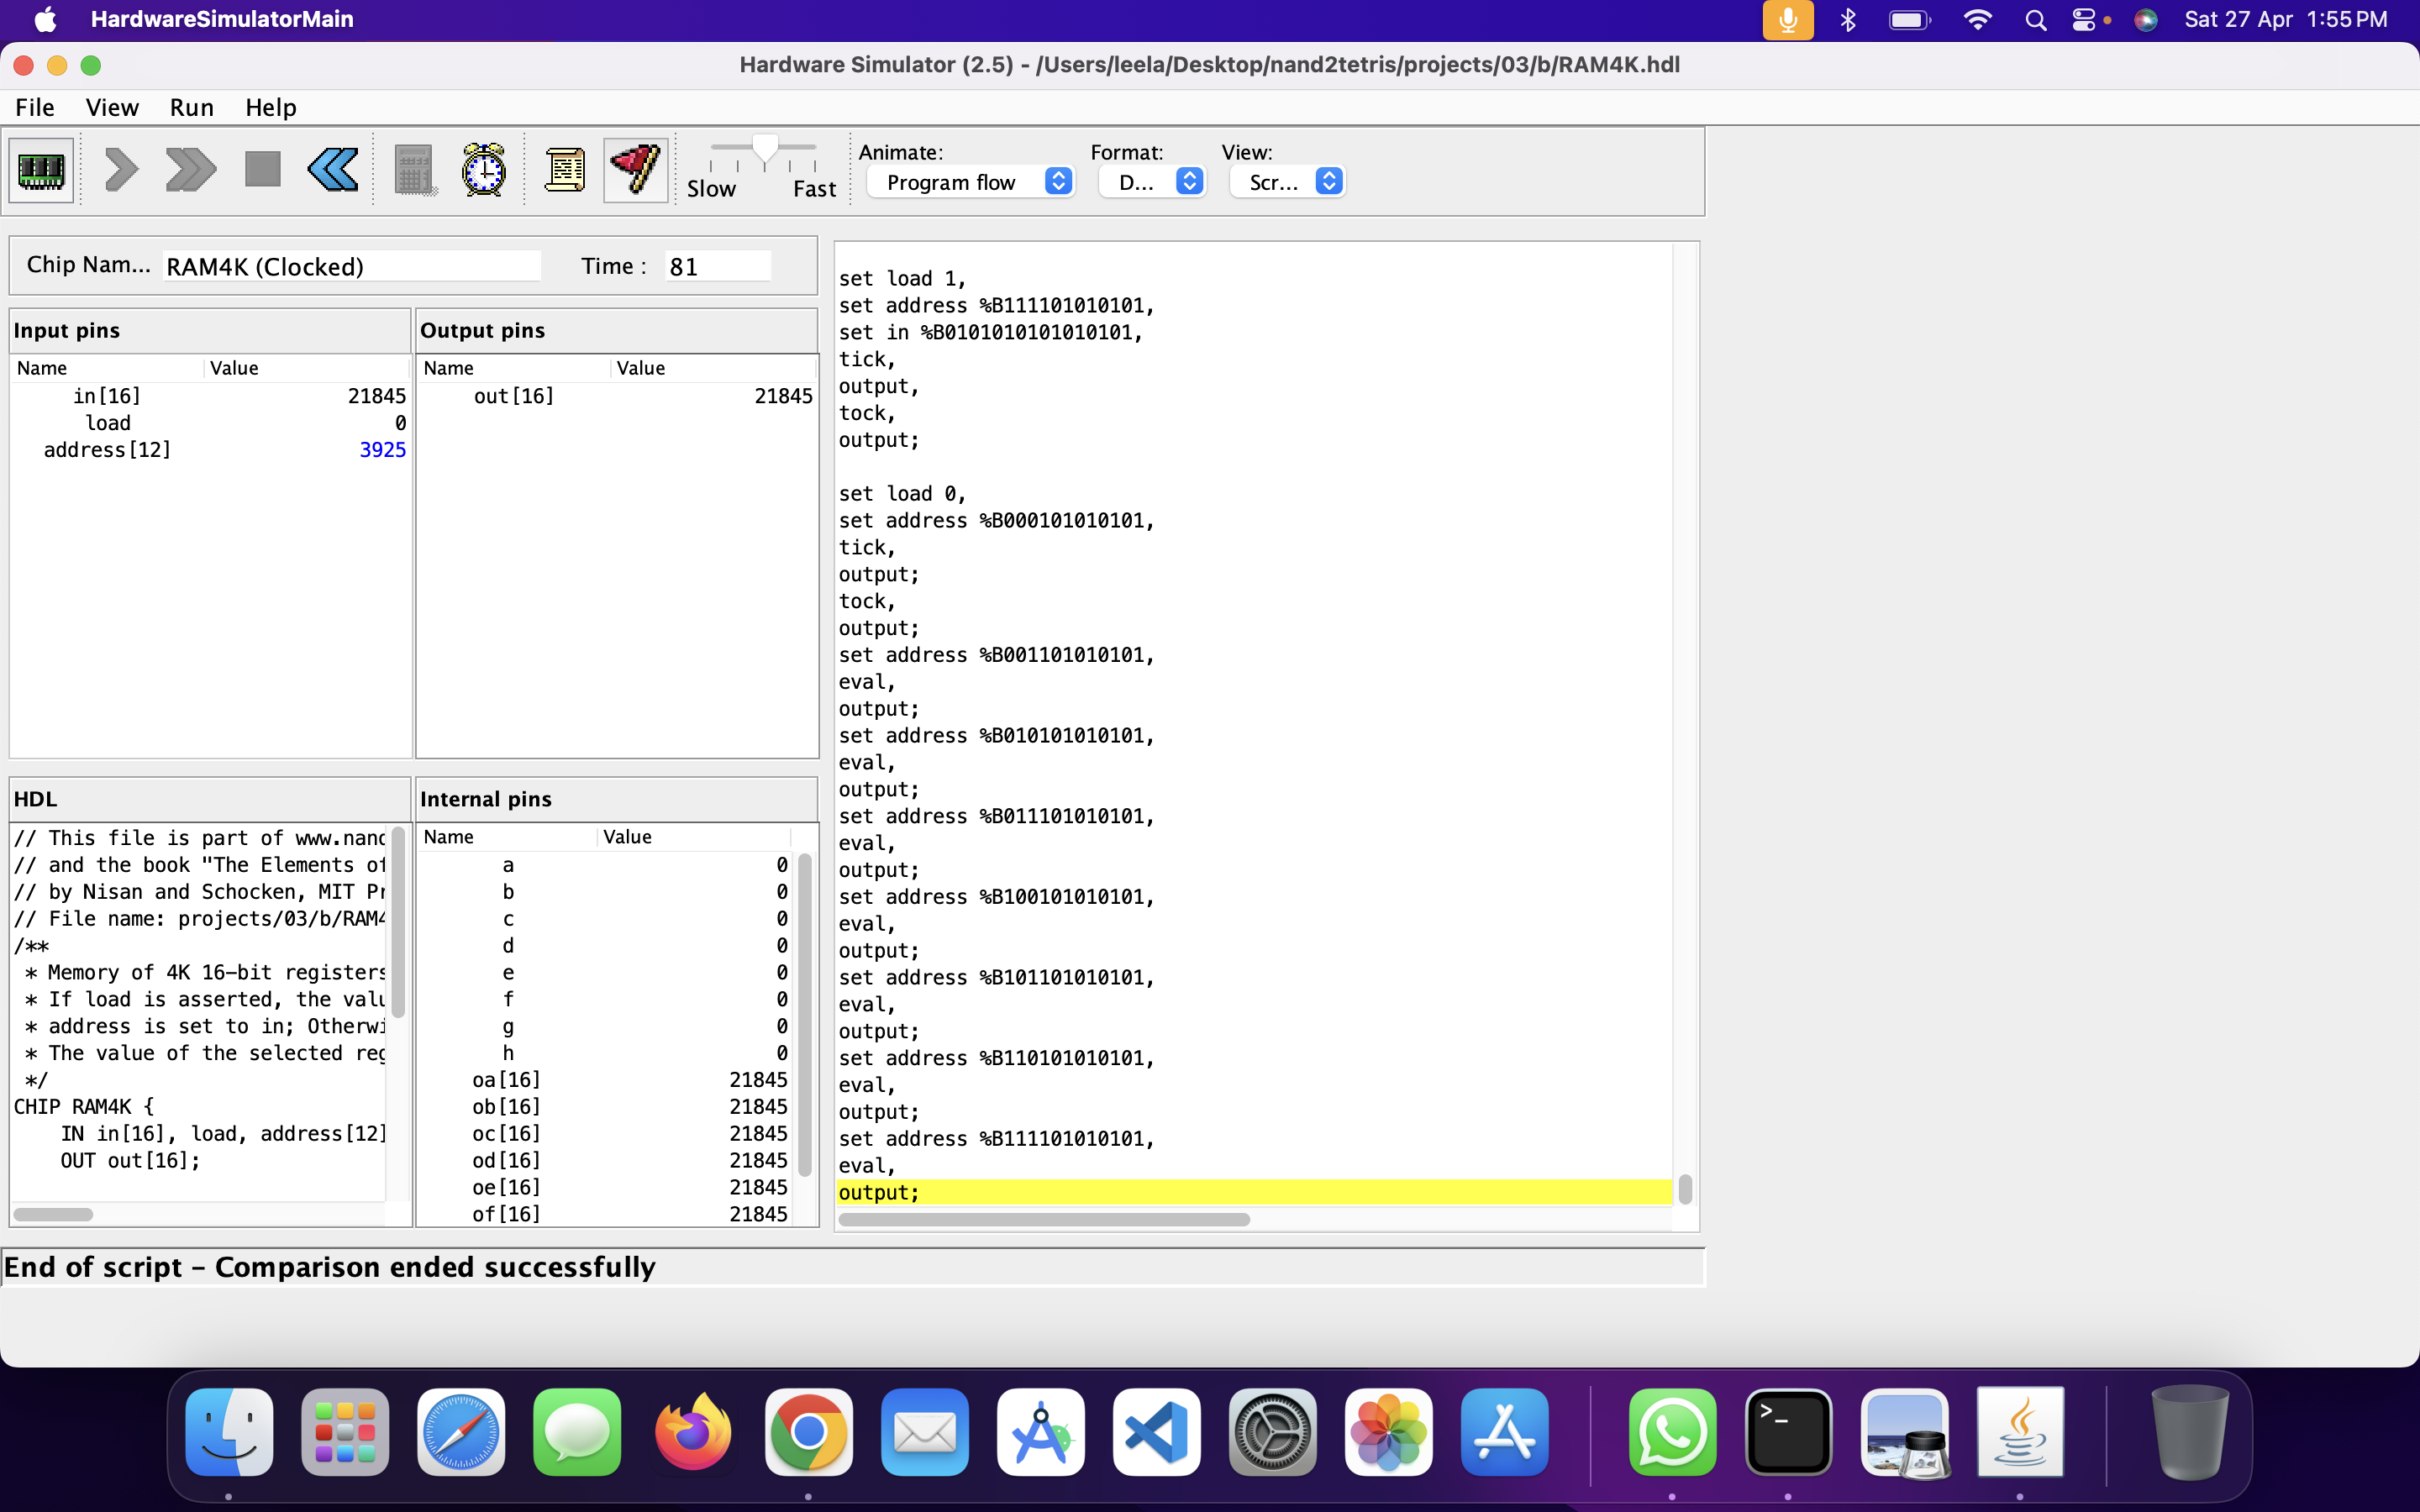 HardwareSimulatorMain
Sat 27 Apr 1:55 PM
Hardware Simulator (2.5) - /Users/leela/Desktop/nand2tetris/projects/03/b/RAM4K.hdl
File View Run Help
Slow Fast
Animate:
Program flow
Format:
D...
View:
Scr...
Chip Nam... RAM4K (Clocked) Time : 81
Input pins
Name Value
in[16] 21845
load 0
address[12] 3925
Output pins
Name Value
out[16] 21845
HDL
// This file is part of www.nand
// and the book "The Elements of
// by Nisan and Schocken, MIT Pr
// File name: projects/03/b/RAM4
/**
* Memory of 4K 16-bit registers
* If load is asserted, the valu
* address is set to in; Otherwi
* The value of the selected reg
*/
CHIP RAM4K {
IN in[16], load, address[12]
OUT out[16];
Internal pins
Name Value
a 0
b 0
c 0
d 0
e 0
f 0
g 0
h 0
oa[16] 21845
ob[16] 21845
oc[16] 21845
od[16] 21845
oe[16] 21845
of[16] 21845
set load 1,
set address %B111101010101,
set in %B0101010101010101,
tick,
output,
tock,
output;
set load 0,
set address %B000101010101,
tick,
output;
tock,
output;
set address %B001101010101,
eval,
output;
set address %B010101010101,
eval,
output;
set address %B011101010101,
eval,
output;
set address %B100101010101,
eval,
output;
set address %B101101010101,
eval,
output;
set address %B110101010101,
eval,
output;
set address %B111101010101,
eval,
output;
End of script – Comparison ended successfully